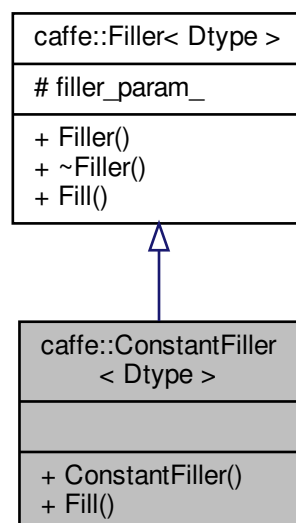 caffe::Filler< Dtype >
# filler_param_
+ Filler()
+ ~Filler()
+ Fill()
caffe::ConstantFiller
< Dtype >
+ ConstantFiller()
+ Fill()